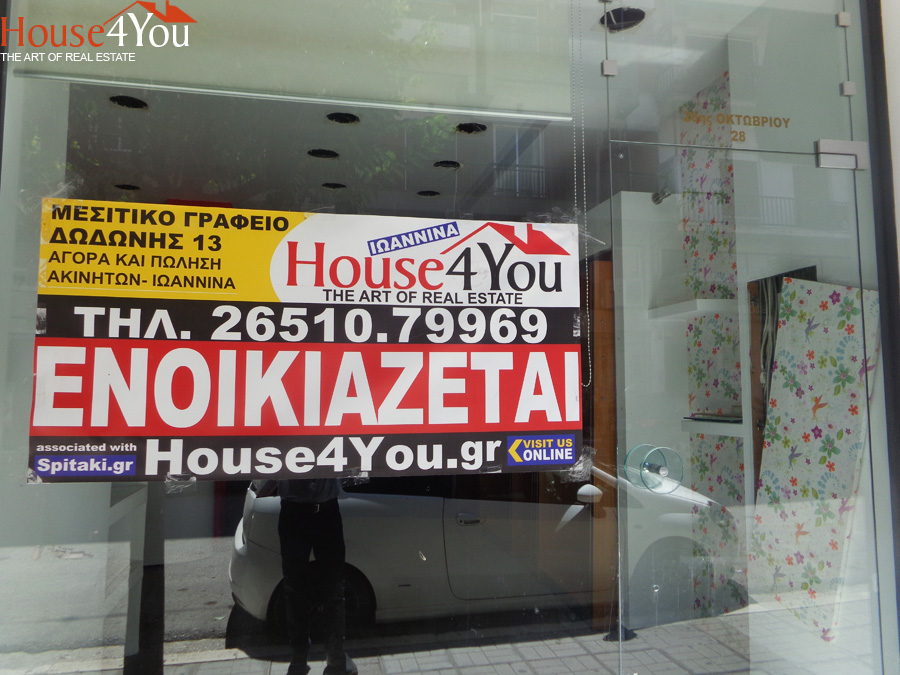 House4You
THE ART OF REAL ESTATE
ΟΚΤΩΒΡΙΟΥ
28
ΜΕΣΙΤΙΚΟ ΓΡΑΦΕΙΟ
ΔΩΔΩΝΗΣ 13
ΑΓΟΡΑ ΚΑΙ ΠΩΛΗΣΗ
ΑΚΙΝΗΤΩΝ- ΙΩΑΝΝΙΝΑ
ΙΩΑΝΝΙΝΑ
House4You
THE ART OF REAL ESTATE
ΤΗΛ. 26510.79969
ΕΝΟΙΚΙΑΖΕΤΑΙ
associated with
Spitaki.gr
House4You.gr
VISIT US
ONLINE